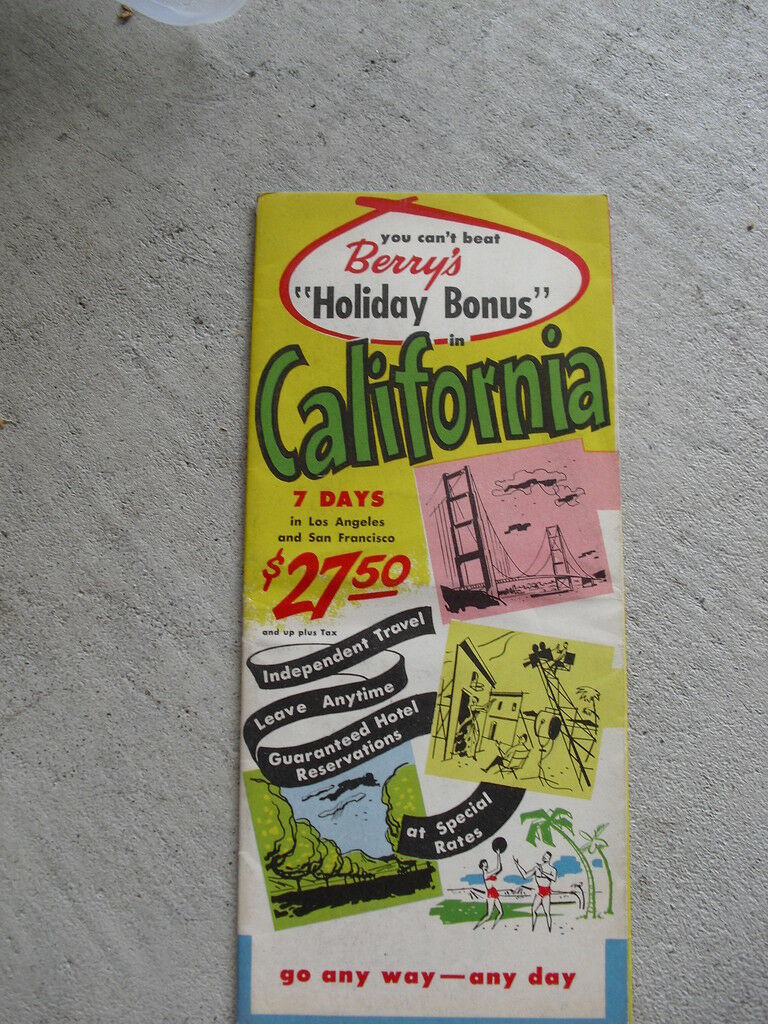 you can't beat
Berry's
"Holiday Bonus"
in
California
7 DAYS
in Los Angeles
and San Francisco
$27.50
and up plus Tax
Independent Travel
Leave Anytime
Guaranteed Hotel
Reservations
at Special
Rates
go any way—any day